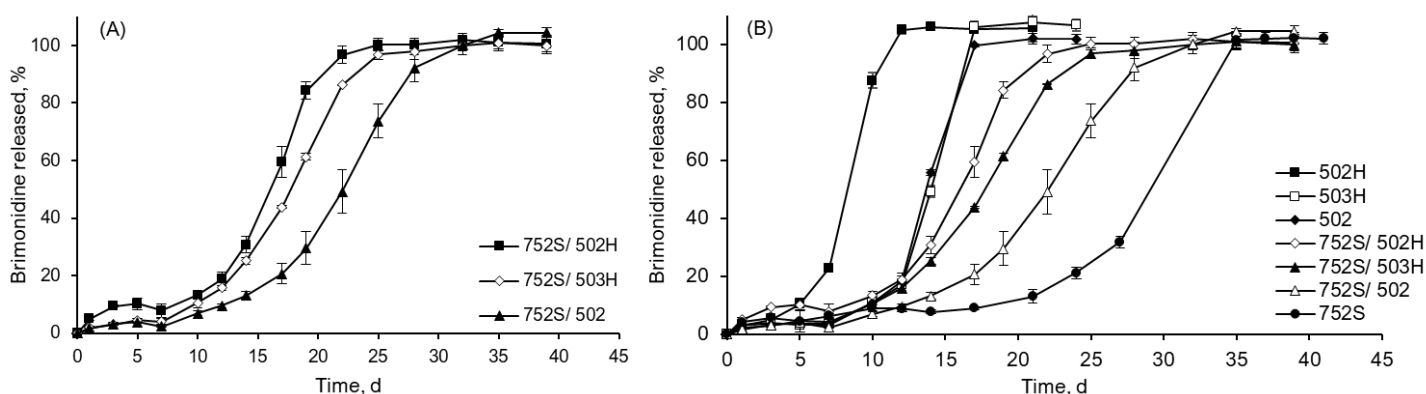 (A)
Brimonidine released, %
100
80
60
40
20
0
752S/ 502H
752S/ 503H
752S/ 502
0 5 10 15 20 25 30 35 40 45
Time, d
(B)
Brimonidine released, %
100
80
60
40
20
0
502H
503H
502
752S/ 502H
752S/ 503H
752S/ 502
752S
0 5 10 15 20 25 30 35 40 45
Time, d